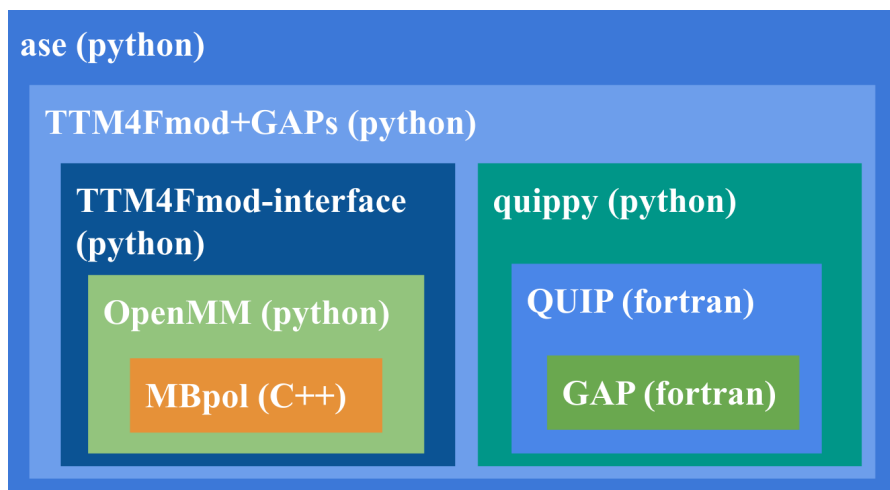 ase (python)
TTM4Fmod+GAPs (python)
TTM4Fmod-interface
(python)
OpenMM (python)
MBpol (C++)
quippy (python)
QUIP (fortran)
GAP (fortran)